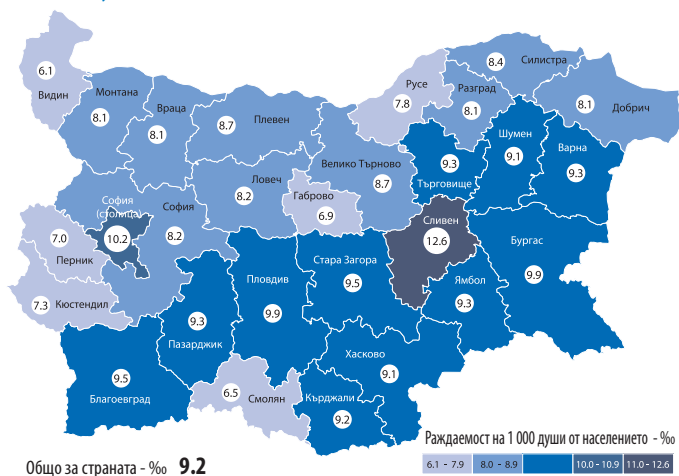 Силистра
8.4
6.1
Видин
Монтана
8.1
Враца
8.1
8.7 Плевен
Русе
7.8
Разград
8.1
8.1
Добрич
Шумен
9.1
Варна
9.3
Велико Търново
8.7
9.3
Търговище
Ловеч
8.2
Габрово
6.9
София
(столица)
10.2
София
8.2
7.0
Перник
Сливен
12.6
Бургас
9.9
Стара Загора
9.5
Ямбол
9.3
Пловдив
9.9
7.3 Кюстендил
9.3
Пазарджик
Хасково
9.1
9.5
Благоевград
6.5
Смолян
Кърджали
9.2
Раждаемост на 1 000 души от населението - ‰
6.1 - 7.9 8.0 - 8.9 10.0 - 10.9 11.0 - 12.6
Общо за страната - ‰ 9.2